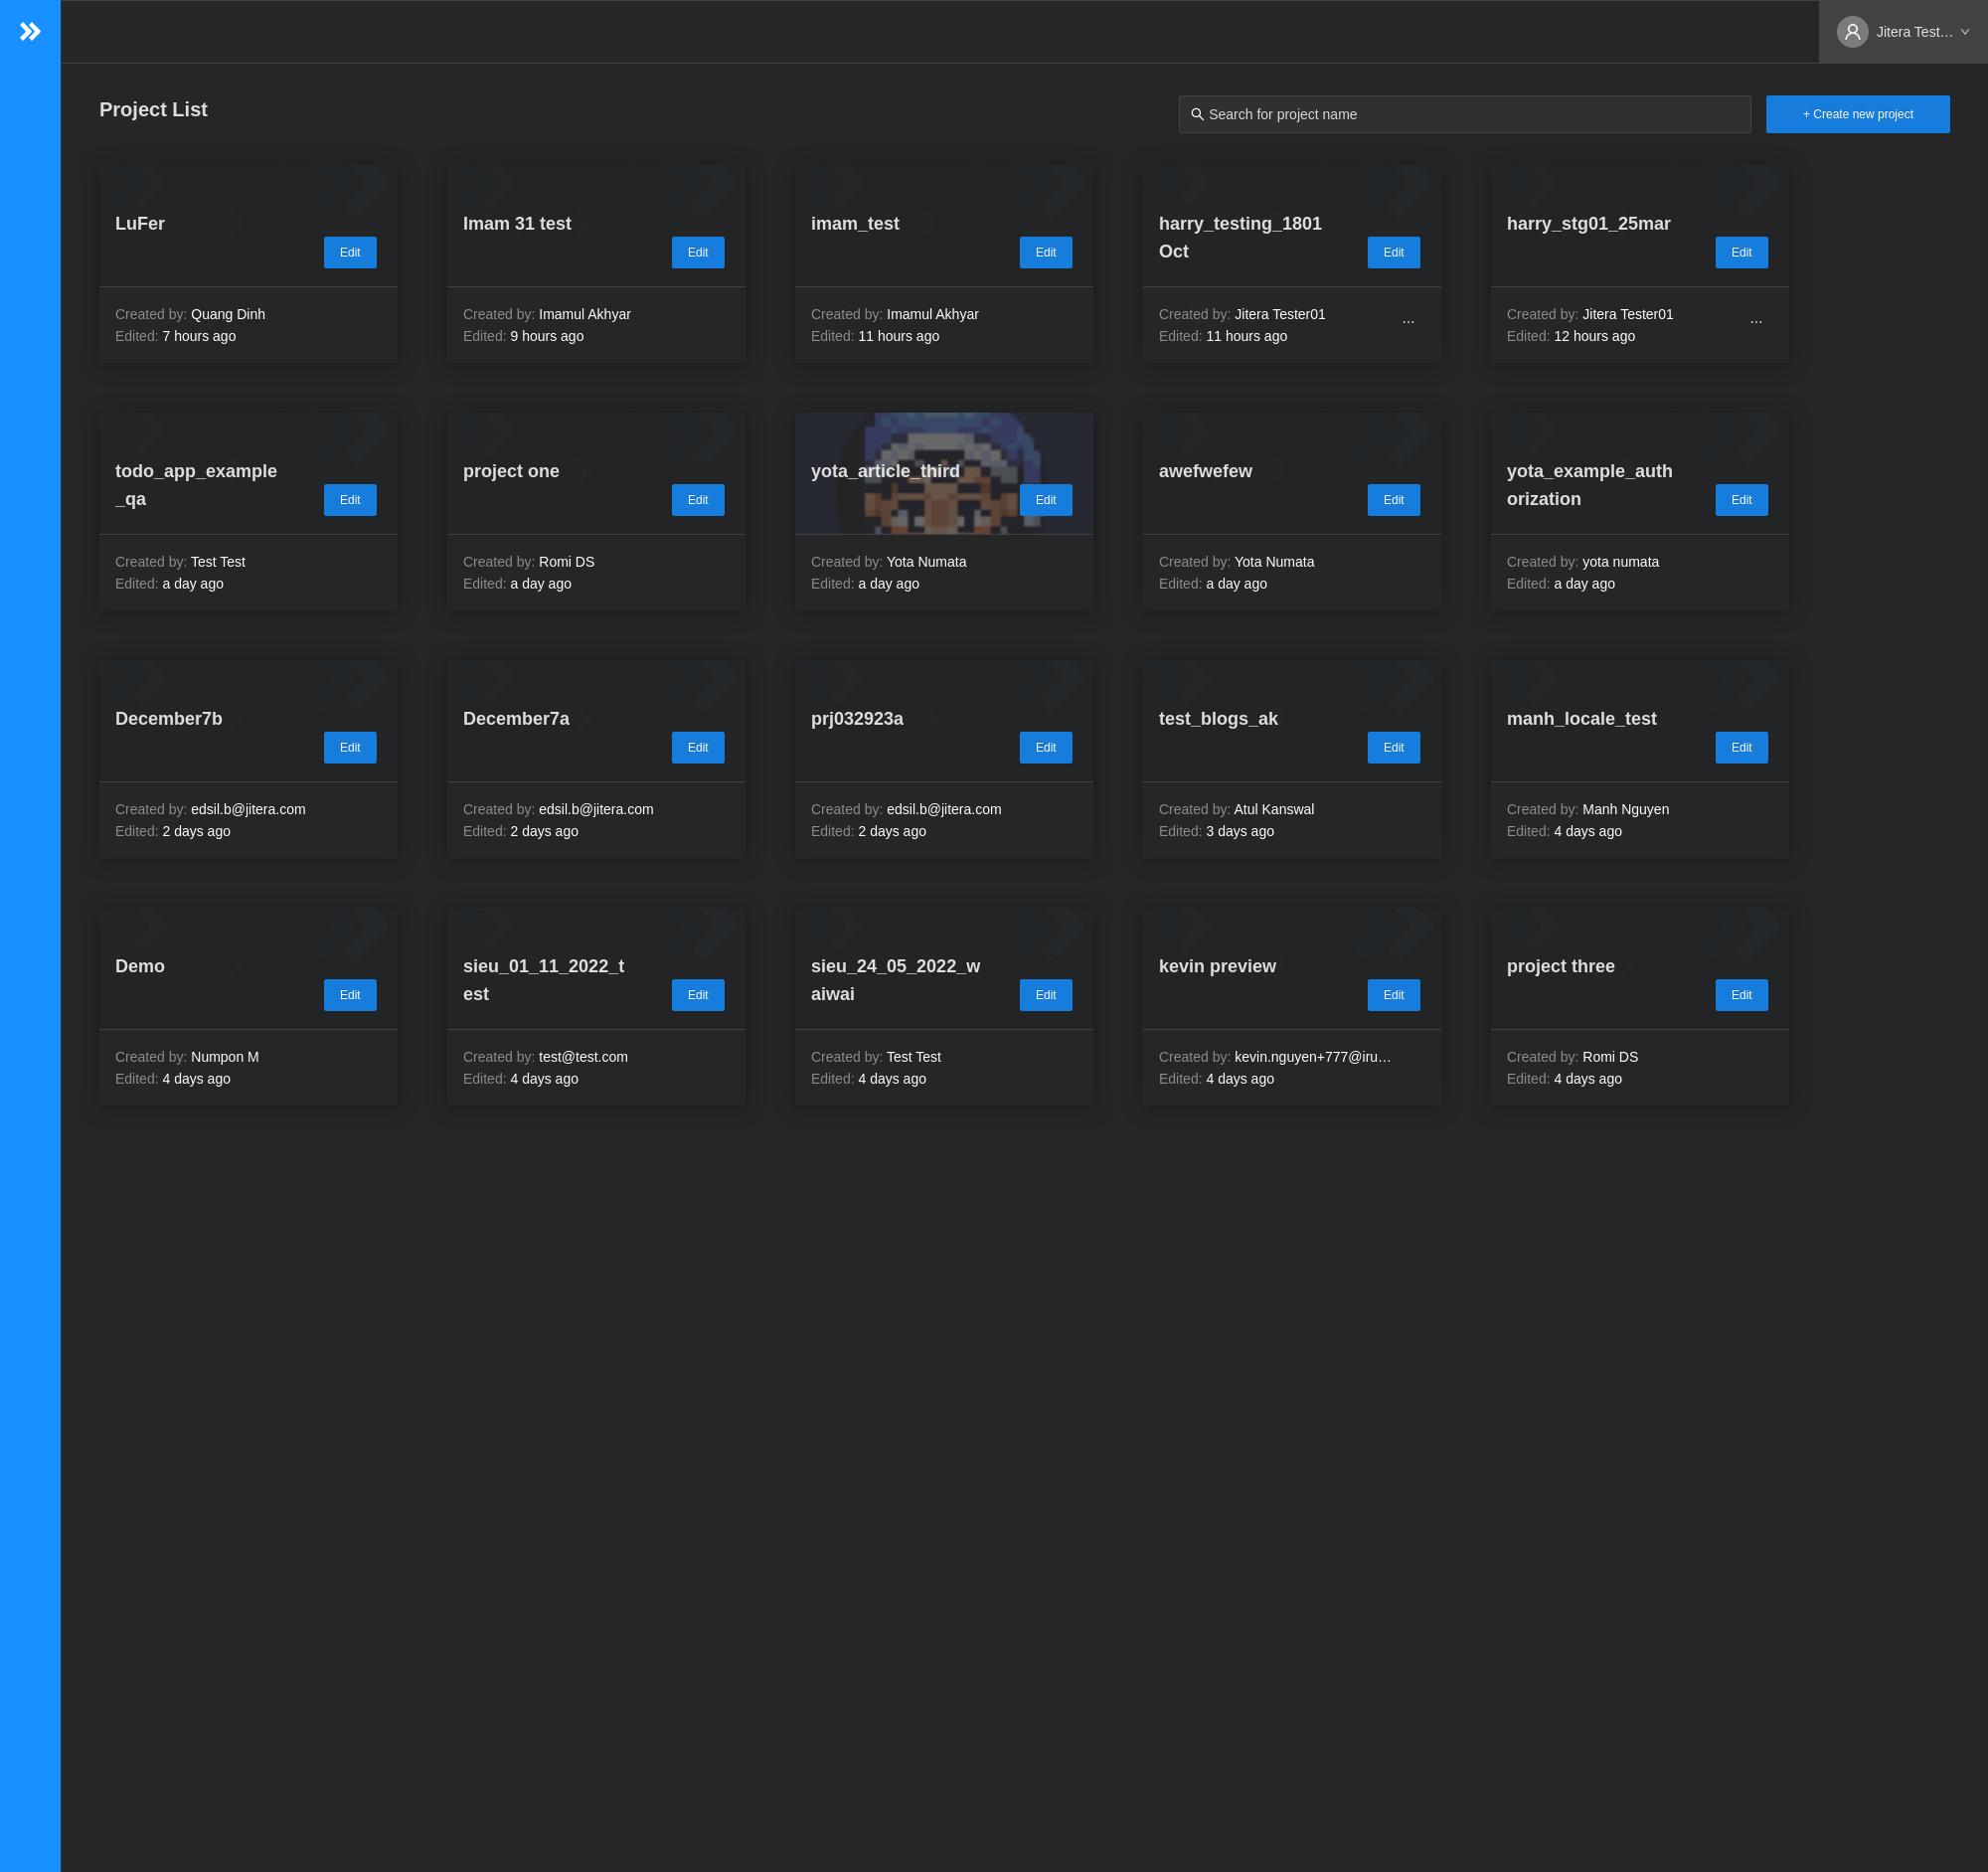 Jitera Test…
Project List
Search for project name
+ Create new project
LuFer
Edit
Created by: Quang Dinh
Edited: 7 hours ago
Imam 31 test
Edit
Created by: Imamul Akhyar
Edited: 9 hours ago
imam_test
Edit
Created by: Imamul Akhyar
Edited: 11 hours ago
harry_testing_1801
Oct
Edit
Created by: Jitera Tester01
Edited: 11 hours ago
...
harry_stg01_25mar
Edit
Created by: Jitera Tester01
Edited: 12 hours ago
...
todo_app_example
_qa
Edit
Created by: Test Test
Edited: a day ago
project one
Edit
Created by: Romi DS
Edited: a day ago
yota_article_third
Edit
Created by: Yota Numata
Edited: a day ago
awefwefew
Edit
Created by: Yota Numata
Edited: a day ago
yota_example_auth
orization
Edit
Created by: yota numata
Edited: a day ago
December7b
Edit
Created by: edsil.b@jitera.com
Edited: 2 days ago
December7a
Edit
Created by: edsil.b@jitera.com
Edited: 2 days ago
prj032923a
Edit
Created by: edsil.b@jitera.com
Edited: 2 days ago
test_blogs_ak
Edit
Created by: Atul Kanswal
Edited: 3 days ago
manh_locale_test
Edit
Created by: Manh Nguyen
Edited: 4 days ago
Demo
Edit
Created by: Numpon M
Edited: 4 days ago
sieu_01_11_2022_t
est
Edit
Created by: test@test.com
Edited: 4 days ago
sieu_24_05_2022_w
aiwai
Edit
Created by: Test Test
Edited: 4 days ago
kevin preview
Edit
Created by: kevin.nguyen+777@iru…
Edited: 4 days ago
project three
Edit
Created by: Romi DS
Edited: 4 days ago